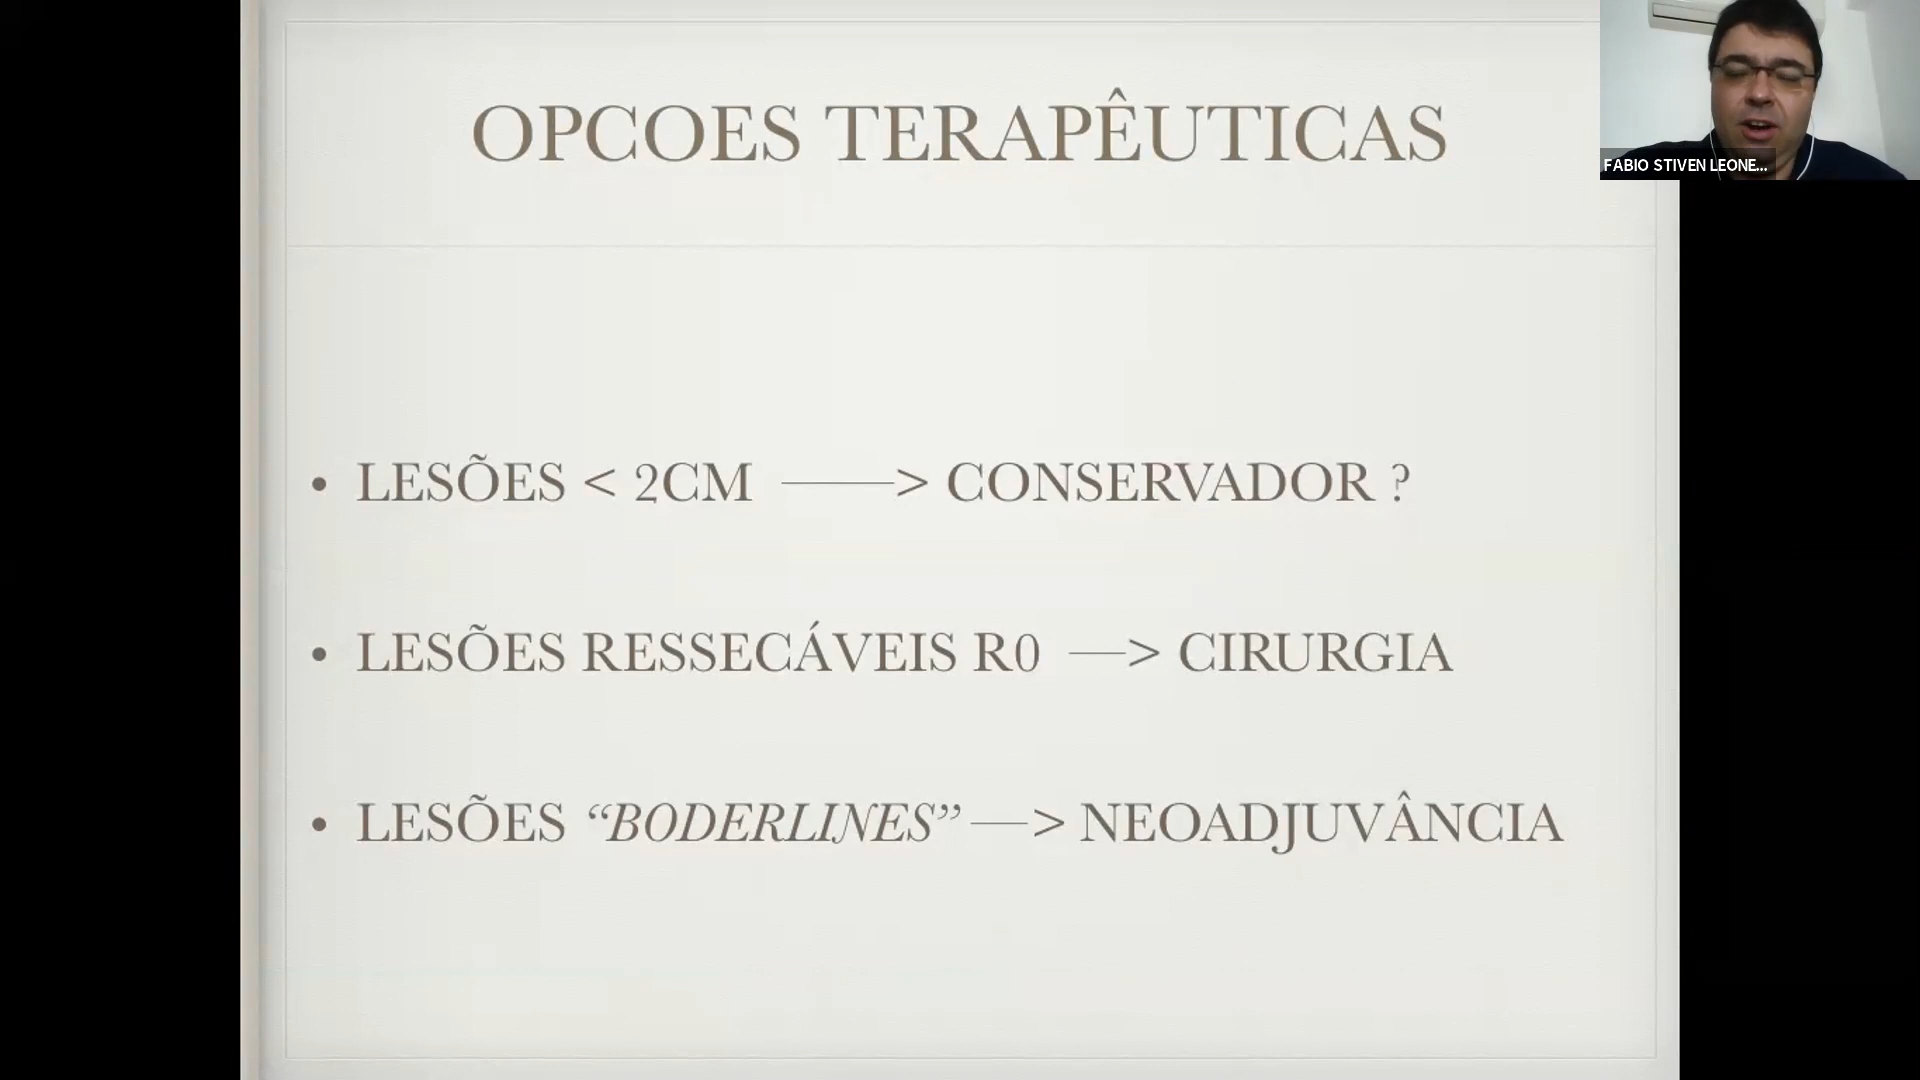 OPCOES TERAPÊUTICAS
FABIO STIVEN LEONE...
• LESÕES < 2CM ——> CONSERVADOR ?
• LESÕES RESSECÁVEIS R0 —> CIRURGIA
• LESÕES “BODERLINES” —> NEOADJUVÂNCIA